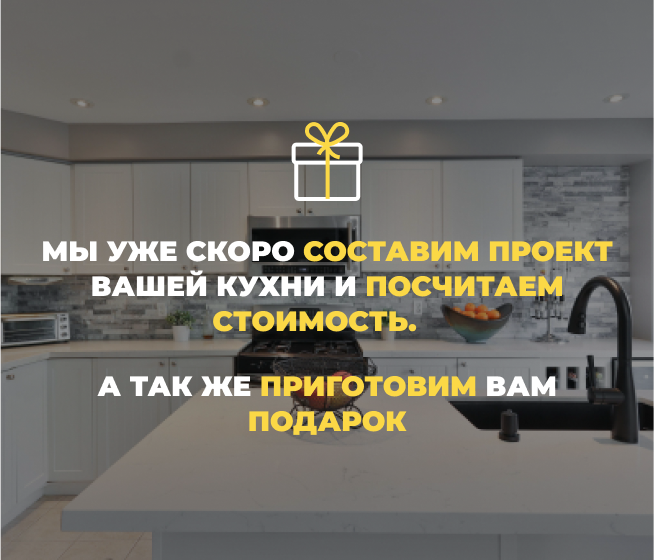 МЫ УЖЕ СКОРО СОСТАВИМ ПРОЕКТ
ВАШЕЙ КУХНИ И ПОСЧИТАЕМ
СТОИМОСТЬ.
А ТАК ЖЕ ПРИГОТОВИМ ВАМ
ПОДАРОК